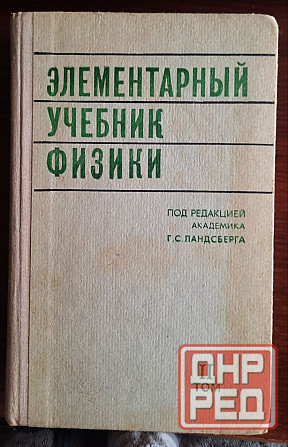 ЭЛЕМЕНТАРНЫЙ
УЧЕБНИК
ФИЗИКИ
ПОД РЕДАКЦИЕЙ
АКАДЕМИКА
Г.С.ЛАНДСБЕРГА
ТОМ
ДНР
РЕД